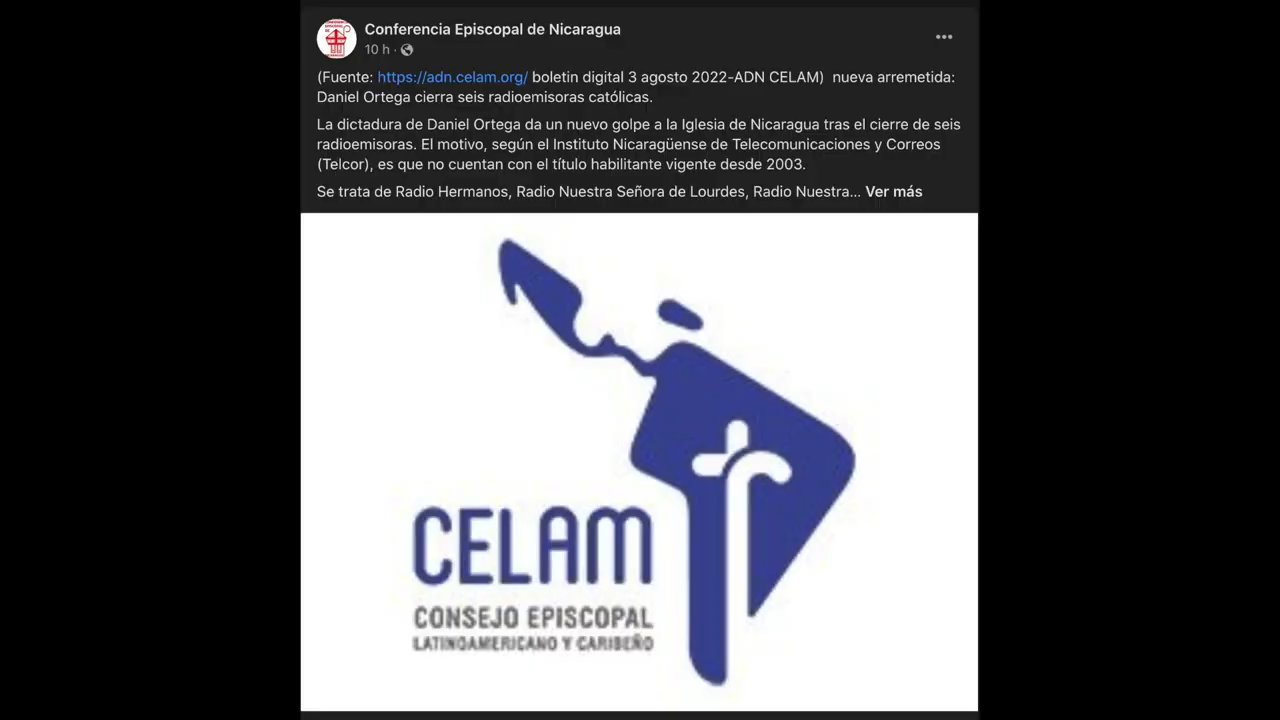 Conferencia Episcopal de Nicaragua
10 h ·
(Fuente: https://adn.celam.org/ boletin digital 3 agosto 2022-ADN CELAM) nueva arremetida:
Daniel Ortega cierra seis radioemisoras católicas.
La dictadura de Daniel Ortega da un nuevo golpe a la Iglesia de Nicaragua tras el cierre de seis
radioemisoras. El motivo, según el Instituto Nicaragüense de Telecomunicaciones y Correos
(Telcor), es que no cuentan con el título habilitante vigente desde 2003.
Se trata de Radio Hermanos, Radio Nuestra Señora de Lourdes, Radio Nuestra... Ver más
CELAM
CONSEJO EPISCOPAL
LATINOAMERICANO Y CARIBEÑO